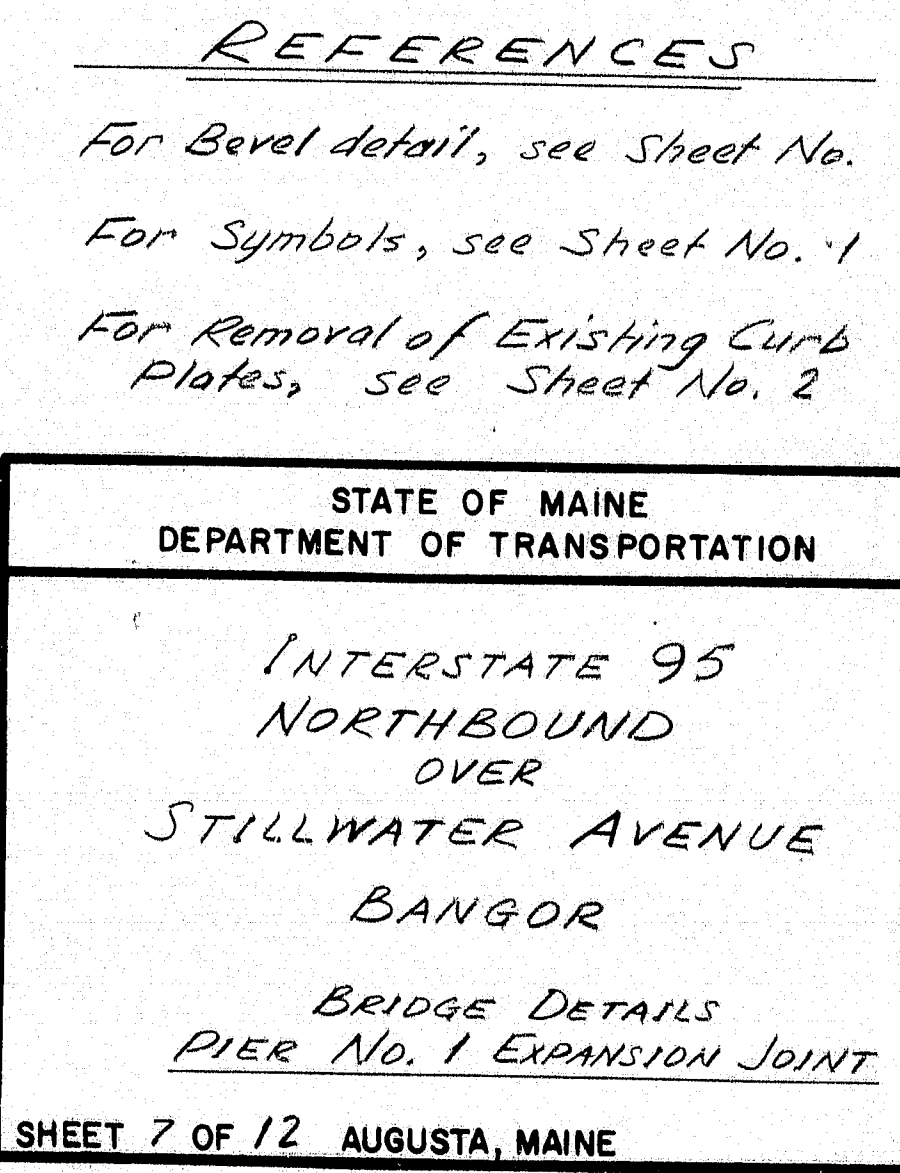 REFERENCES
For Bevel detail, see Sheet No.
For Symbols, see Sheet No. 1
For Removal of Existing Curb
Plates, see Sheet No. 2
STATE OF MAINE
DEPARTMENT OF TRANSPORTATION
INTERSTATE 95
NORTHBOUND
OVER
STILLWATER AVENUE
BANGOR
BRIDGE DETAILS
PIER No. 1 EXPANSION JOINT
SHEET 7 OF 12 AUGUSTA, MAINE